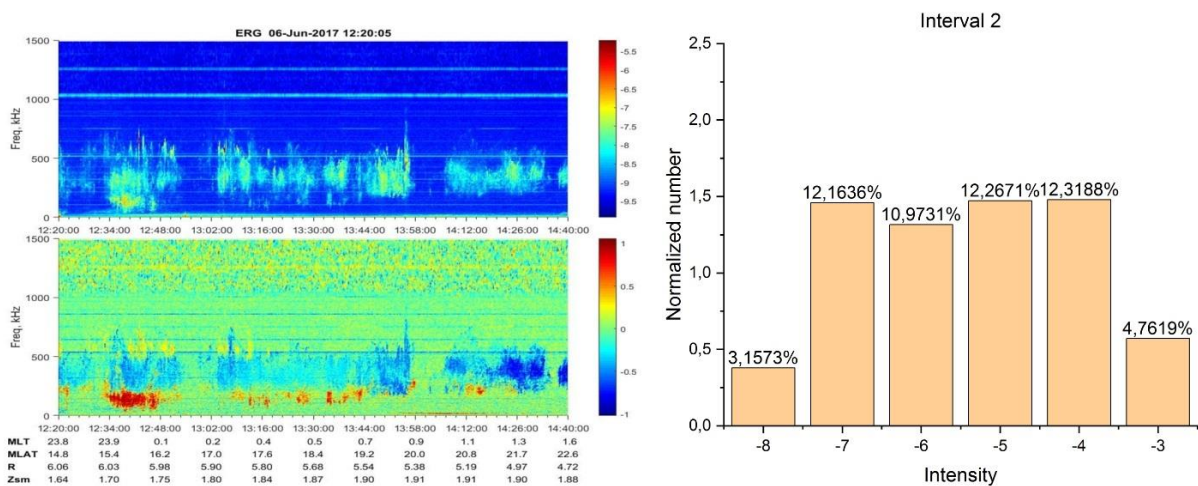 ERG 06-Jun-2017 12:20:05
1500
1000
500
0
Freq, kHz
-5.5
-6
-6.5
-7
-7.5
-8
-8.5
-9
-9.5
12:20:00 12:34:00 12:48:00 13:02:00 13:16:00 13:30:00 13:44:00 13:58:00 14:12:00 14:26:00 14:40:00
1500
1000
500
0
Freq, kHz
1
0.5
0
-0.5
-1
12:20:00 12:34:00 12:48:00 13:02:00 13:16:00 13:30:00 13:44:00 13:58:00 14:12:00 14:26:00 14:40:00
MLT 23.8 23.9 0.1 0.2 0.4 0.5 0.7 0.9 1.1 1.3 1.6
MLAT 14.8 15.4 16.2 17.0 17.6 18.4 19.2 20.0 20.8 21.7 22.6
R 6.06 6.03 5.98 5.90 5.80 5.68 5.54 5.38 5.19 4.97 4.72
Zsm 1.64 1.70 1.75 1.80 1.84 1.87 1.90 1.91 1.91 1.90 1.88
Interval 2
2,5
2,0
1,5
1,0
0,5
0,0
Normalized number
3,1573%
12,1636%
10,9731%
12,2671%
12,3188%
4,7619%
-8 -7 -6 -5 -4 -3
Intensity